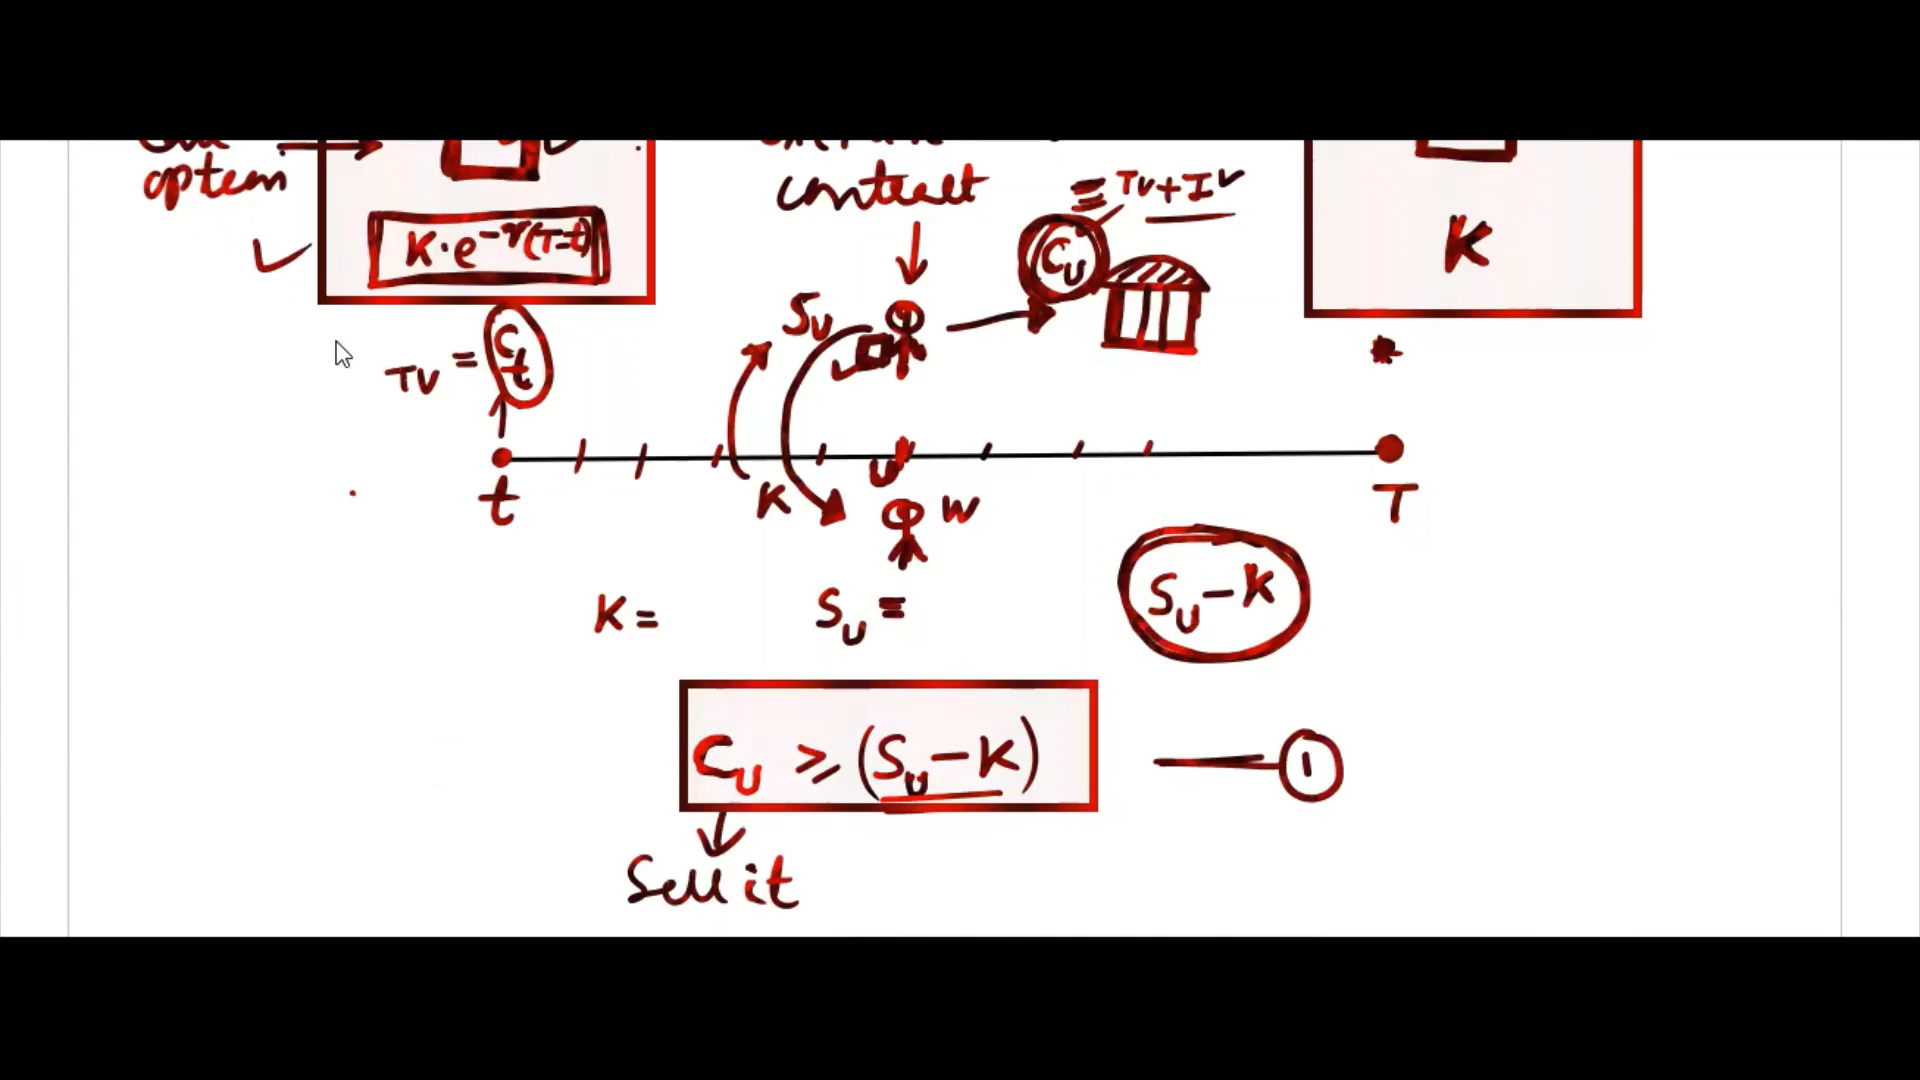 option
contract
≡ TV + IV
K·e^-r(T-t)
C_U
K
S_U
TV = C_t
U
t
K
W
T
K =
S_U =
S_U - K
C_U ≥ (S_U - K)
1
Sell it